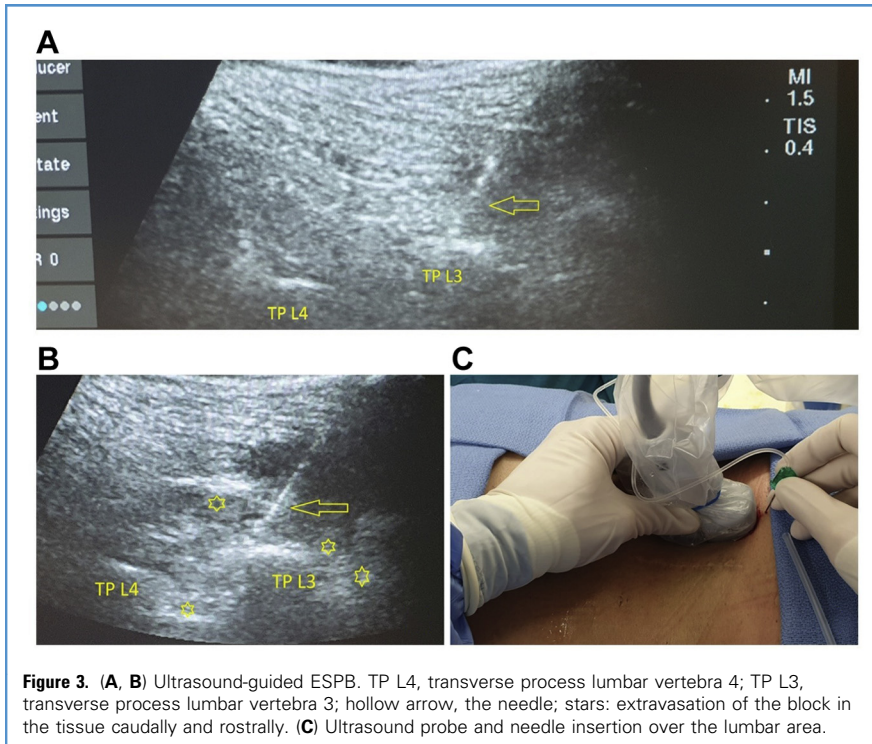 A
ucer
ent
tate
ings
R 0
MI
1.5
TIS
0.4
TP L3
TP L4
B
C
TP L4
TP L3
Figure 3. (A, B) Ultrasound-guided ESPB. TP L4, transverse process lumbar vertebra 4; TP L3,
transverse process lumbar vertebra 3; hollow arrow, the needle; stars: extravasation of the block in
the tissue caudally and rostrally. (C) Ultrasound probe and needle insertion over the lumbar area.